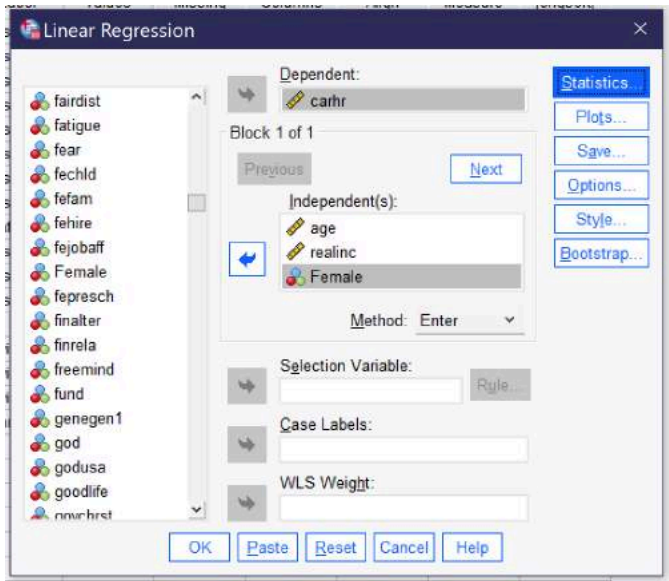 Linear Regression
fairdist
fatigue
fear
fechld
fefam
fehire
fejobaff
Female
fepresch
finalter
finrela
freemind
fund
genegen1
god
godusa
goodlife
Dependent:
carhr
Block 1 of 1
Previous
Next
Independent(s):
age
realinc
Female
Method: Enter
Selection Variable:
Rule...
Case Labels:
WLS Weight:
Statistics...
Plots...
Save...
Options...
Style...
Bootstrap...
OK Paste Reset Cancel Help